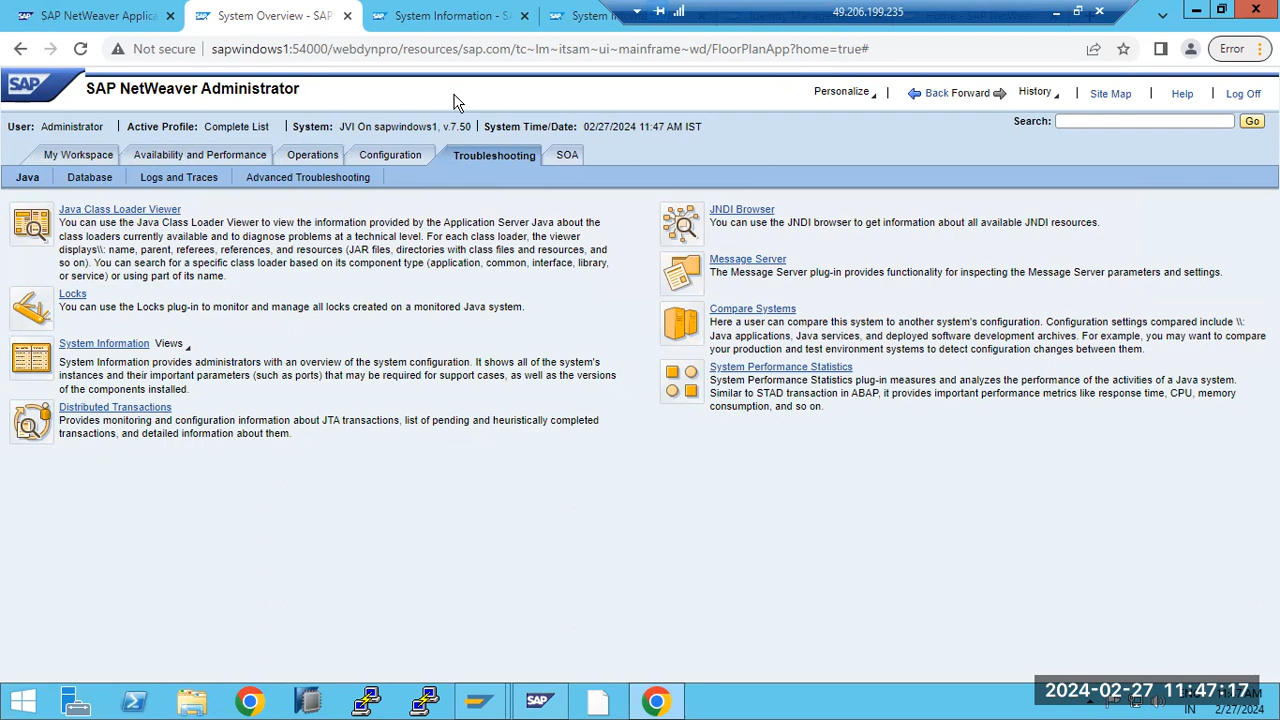 SAP NetWeaver Applica
System Overview - SAP
System Information - SA
System In
49.206.199.235
Not secure
sapwindows1:54000/webdynpro/resources/sap.com/tc~lm~itsam~ui~mainframe~wd/FloorPlanApp?home=true#
Error
SAP
SAP NetWeaver Administrator
Personalize
Back Forward
History
Site Map
Help
Log Off
User: Administrator
Active Profile: Complete List
System: JVI On sapwindows1, v.7.50
System Time/Date: 02/27/2024 11:47 AM IST
Search:
Go
My Workspace
Availability and Performance
Operations
Configuration
Troubleshooting
SOA
Java
Database
Logs and Traces
Advanced Troubleshooting
Java Class Loader Viewer
You can use the Java Class Loader Viewer to view the information provided by the Application Server Java about the
class loaders currently available and to diagnose problems at a technical level. For each class loader, the viewer
displays\\: name, parent, referees, references, and resources (JAR files, directories with class files and resources, and
so on). You can search for a specific class loader based on its component type (application, common, interface, library,
or service) or using part of its name.
Locks
You can use the Locks plug-in to monitor and manage all locks created on a monitored Java system.
System Information Views
System Information provides administrators with an overview of the system configuration. It shows all of the system's
instances and their important parameters (such as ports) that may be required for support cases, as well as the versions
of the components installed.
Distributed Transactions
Provides monitoring and configuration information about JTA transactions, list of pending and heuristically completed
transactions, and detailed information about them.
JNDI Browser
You can use the JNDI browser to get information about all available JNDI resources.
Message Server
The Message Server plug-in provides functionality for inspecting the Message Server parameters and settings.
Compare Systems
Here a user can compare this system to another system's configuration. Configuration settings compared include \\:
Java applications, Java services, and deployed software development archives. For example, you may want to compare
your production and test environment systems to detect configuration changes between them.
System Performance Statistics
System Performance Statistics plug-in measures and analyzes the performance of the activities of a Java system.
Similar to STAD transaction in ABAP, it provides important performance metrics like response time, CPU, memory
consumption, and so on.
SAP
2024-02-27 11:47:17
IN
2/27/2024